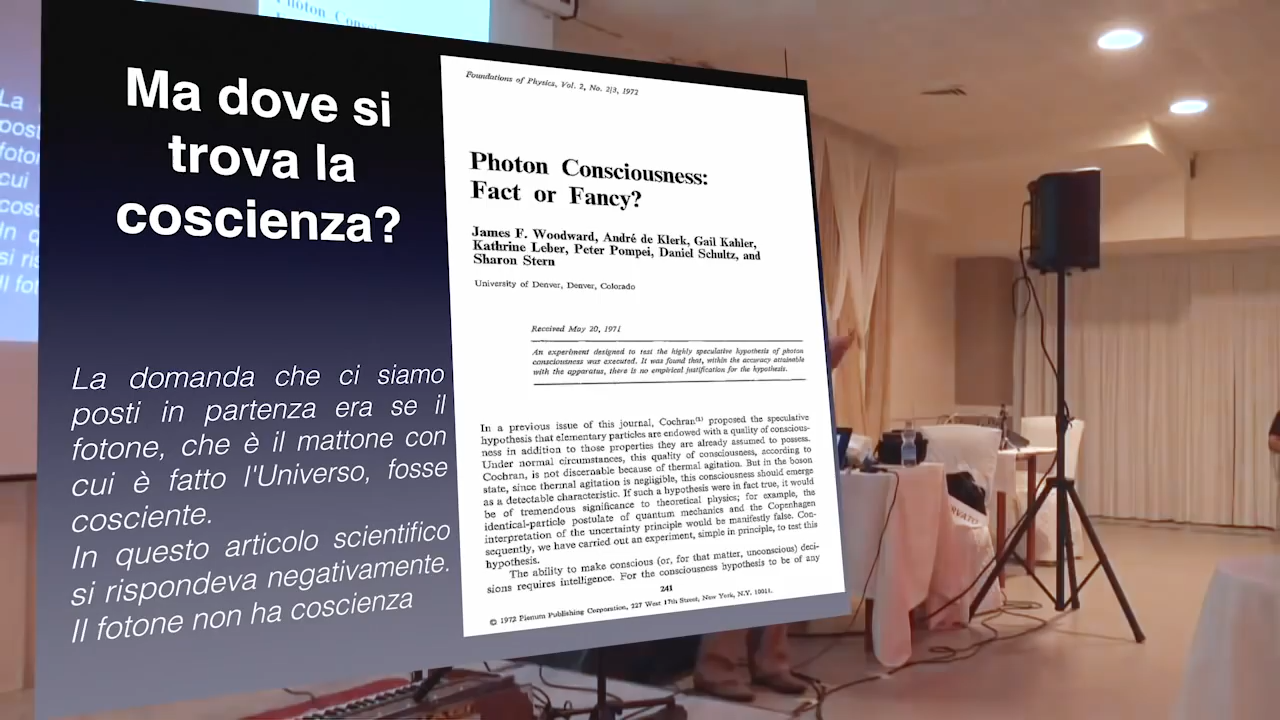 Photon
La
Ma dove si
trova la
coscienza?
La domanda che ci siamo
posti in partenza era se il
fotone, che è il mattone con
cui è fatto l'Universo, fosse
cosciente.
In questo articolo scientifico
si rispondeva negativamente.
Il fotone non ha coscienza
Foundations of Physics, Vol. 2, No. 2/3, 1972
Photon Consciousness:
Fact or Fancy?
James F. Woodward, André de Klerk, Gail Kahler,
Kathrine Leber, Peter Pompei, Daniel Schultz, and
Sharon Stern
University of Denver, Denver, Colorado
Received May 20, 1971
An experiment designed to test the highly speculative hypothesis of photon
consciousness was executed. It was found that, within the accuracy attainable
with the apparatus, there is no empirical justification for the hypothesis.
In a previous issue of this journal, Cochran(1) proposed the speculative
hypothesis that elementary particles are endowed with a quality of conscious-
ness in addition to those properties they are already assumed to possess.
Under normal circumstances, this quality of consciousness, according to
Cochran, is not discernable because of thermal agitation. But in the boson
state, since thermal agitation is negligible, this consciousness should emerge
as a detectable characteristic. If such a hypothesis were in fact true, it would
be of tremendous significance to theoretical physics; for example, the
identical-particle postulate of quantum mechanics and the Copenhagen
interpretation of the uncertainty principle would be manifestly false. Con-
sequently, we have carried out an experiment, simple in principle, to test this
hypothesis.
The ability to make conscious (or, for that matter, unconscious) deci-
sions requires intelligence. For the consciousness hypothesis to be of any
241
© 1972 Plenum Publishing Corporation, 227 West 17th Street, New York, N.Y. 10011.